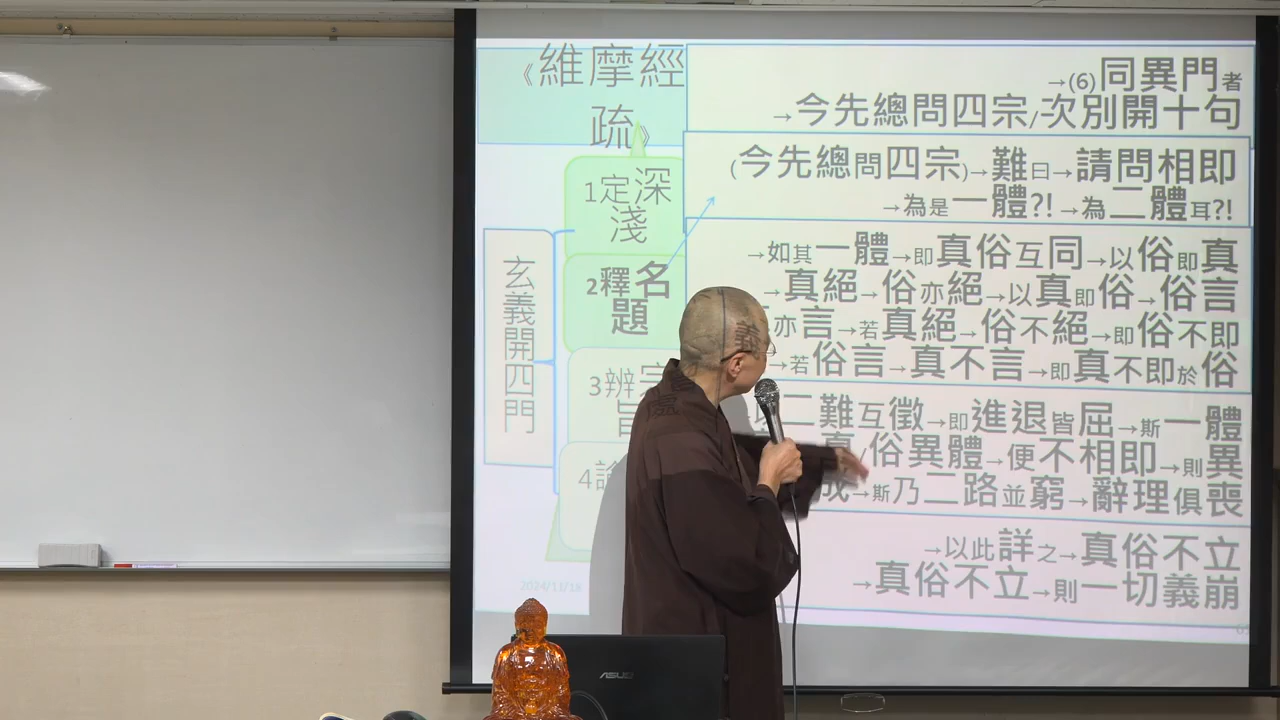 《維摩經
疏》
玄義開四門
1定深
淺
2釋名
題
3辨宗
旨
4
→(6)同異門者
→今先總問四宗/次別開十句
(今先總問四宗)→難曰→請問相即
→為是一體?!→為二體耳?!
→如其一體→即真俗互同→以俗即真
→真絕→俗亦絕→以真即俗→俗言
亦言→若真絕→俗不絕→即俗不即
→若俗言→真不言→即真不即於俗
二難互徵→即進退皆屈→斯一體
真/俗異體→便不相即→則異
成→斯乃二路並窮→辭理俱喪
→以此詳之→真俗不立
→真俗不立→則一切義崩
2024/11/18
ASUS